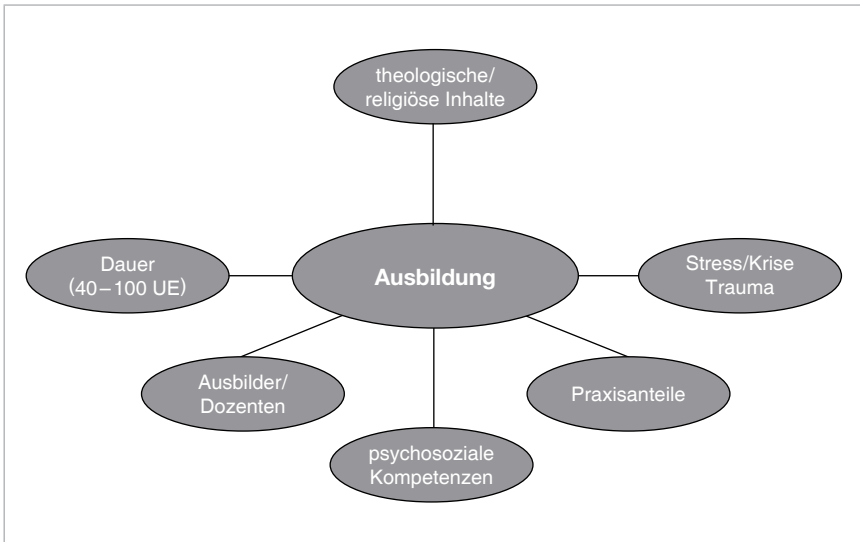 theologische/
religiöse Inhalte
Dauer
(40–100 UE)
Ausbildung
Stress/Krise
Trauma
Ausbilder/
Dozenten
Praxisanteile
psychosoziale
Kompetenzen